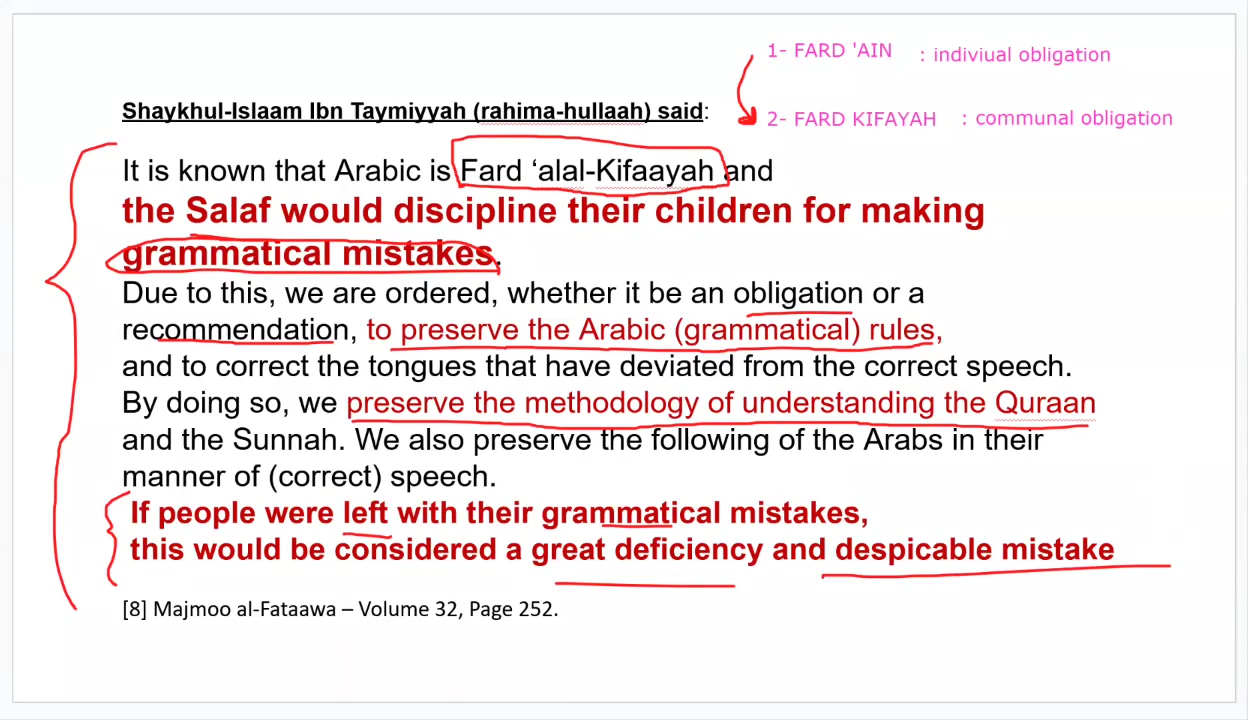 1- FARD 'AIN : indiviual obligation
Shaykhul-Islaam Ibn Taymiyyah (rahima-hullaah) said:
2- FARD KIFAYAH : communal obligation
It is known that Arabic is Fard ‘alal-Kifaayah and
the Salaf would discipline their children for making
grammatical mistakes.
Due to this, we are ordered, whether it be an obligation or a
recommendation, to preserve the Arabic (grammatical) rules,
and to correct the tongues that have deviated from the correct speech.
By doing so, we preserve the methodology of understanding the Quraan
and the Sunnah. We also preserve the following of the Arabs in their
manner of (correct) speech.
If people were left with their grammatical mistakes,
this would be considered a great deficiency and despicable mistake
[8] Majmoo al-Fataawa – Volume 32, Page 252.